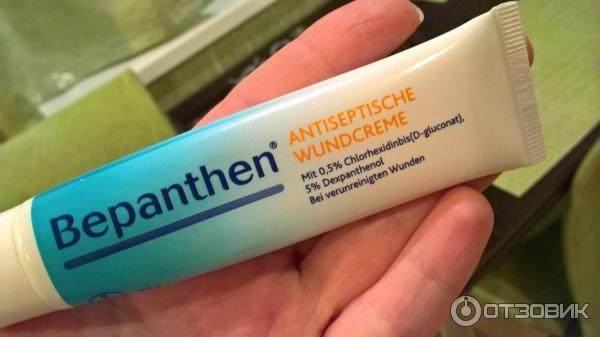 Bepanthen®
ANTISEPTISCHE
WUNDCREME
Mit 0,5% Chlorhexidinbis(D-gluconat),
5% Dexpanthenol
Bei verunreinigten Wunden
ОТЗОВИК